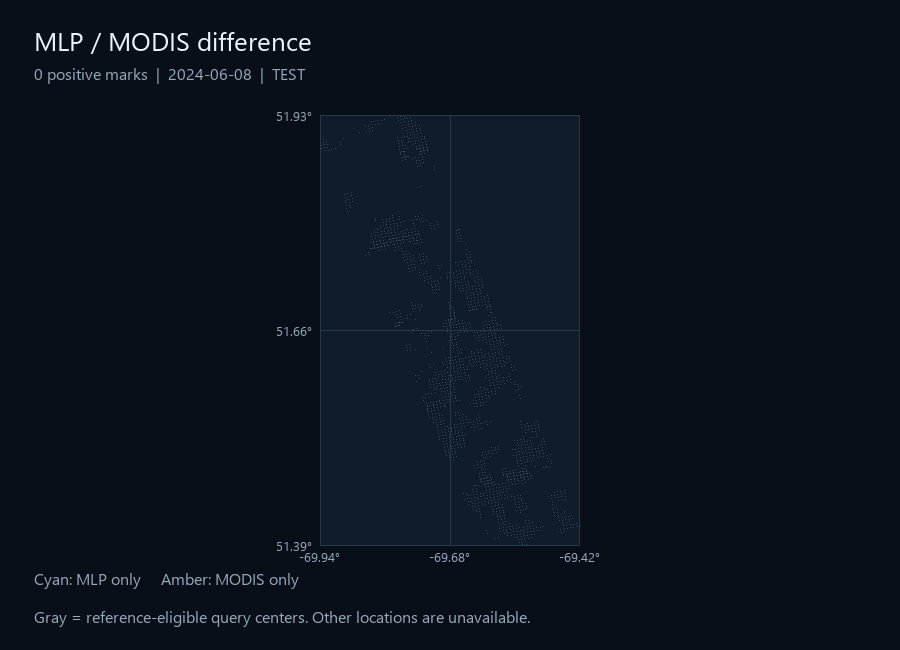 MLP / MODIS difference
0 positive marks | 2024-06-08 | TEST
51.93°
51.66°
51.39°
-69.94° -69.68° -69.42°
Cyan: MLP only Amber: MODIS only
Gray = reference-eligible query centers. Other locations are unavailable.